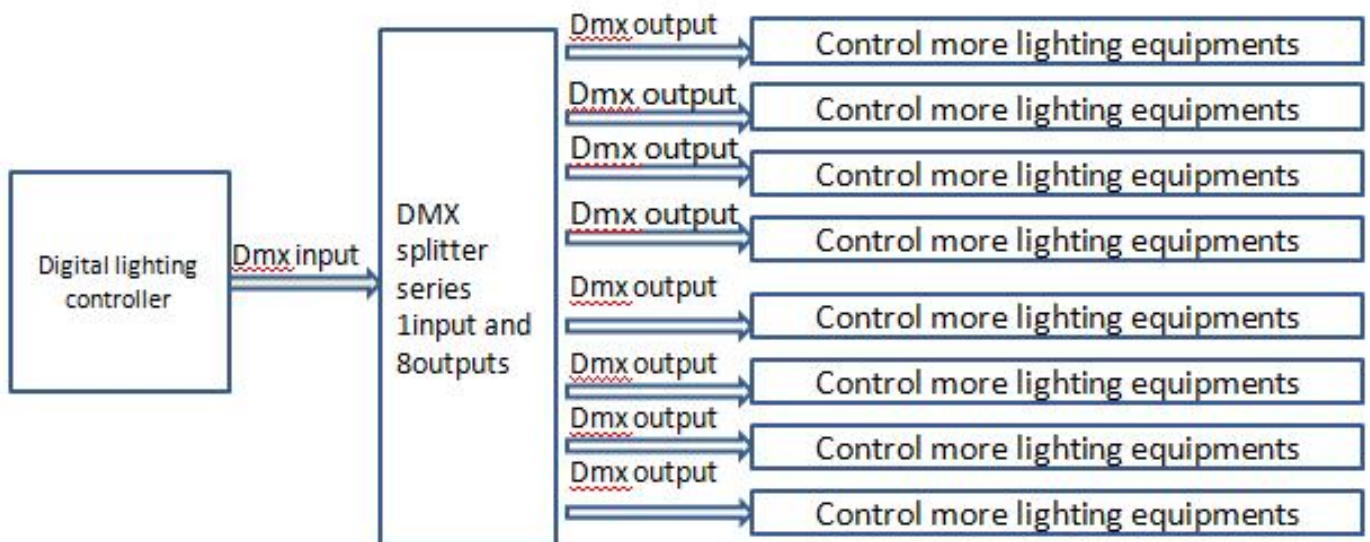 Digital lighting
controller
Dmx input
DMX
splitter
series
1input and
8outputs
Dmx output
Control more lighting equipments
Dmx output
Control more lighting equipments
Dmx output
Control more lighting equipments
Dmx output
Control more lighting equipments
Dmx output
Control more lighting equipments
Dmx output
Control more lighting equipments
Dmx output
Control more lighting equipments
Dmx output
Control more lighting equipments